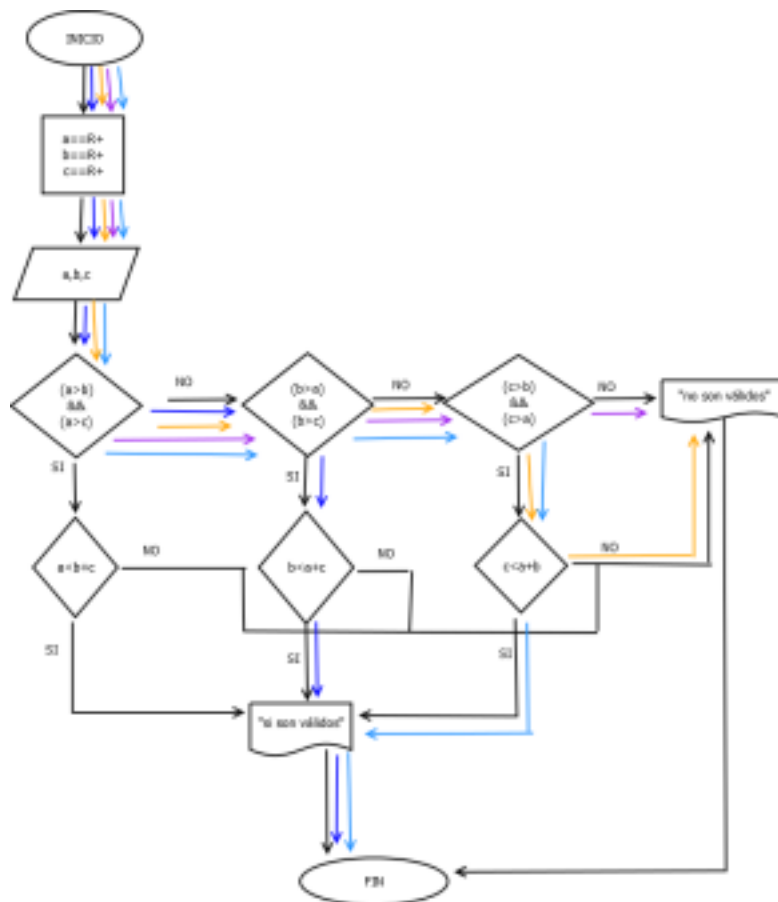 INICIO
a==R+
b==R+
c==R+
a,b,c
(a>b)
&&
(a>c)
NO
(b>a)
&&
(b>c)
NO
(c>b)
&&
(c>a)
NO
"no son válidos"
SI
SI
SI
NO
b<a+c
NO
c<a+b
NO
SI
SI
SI
"si son válidos"
FIN